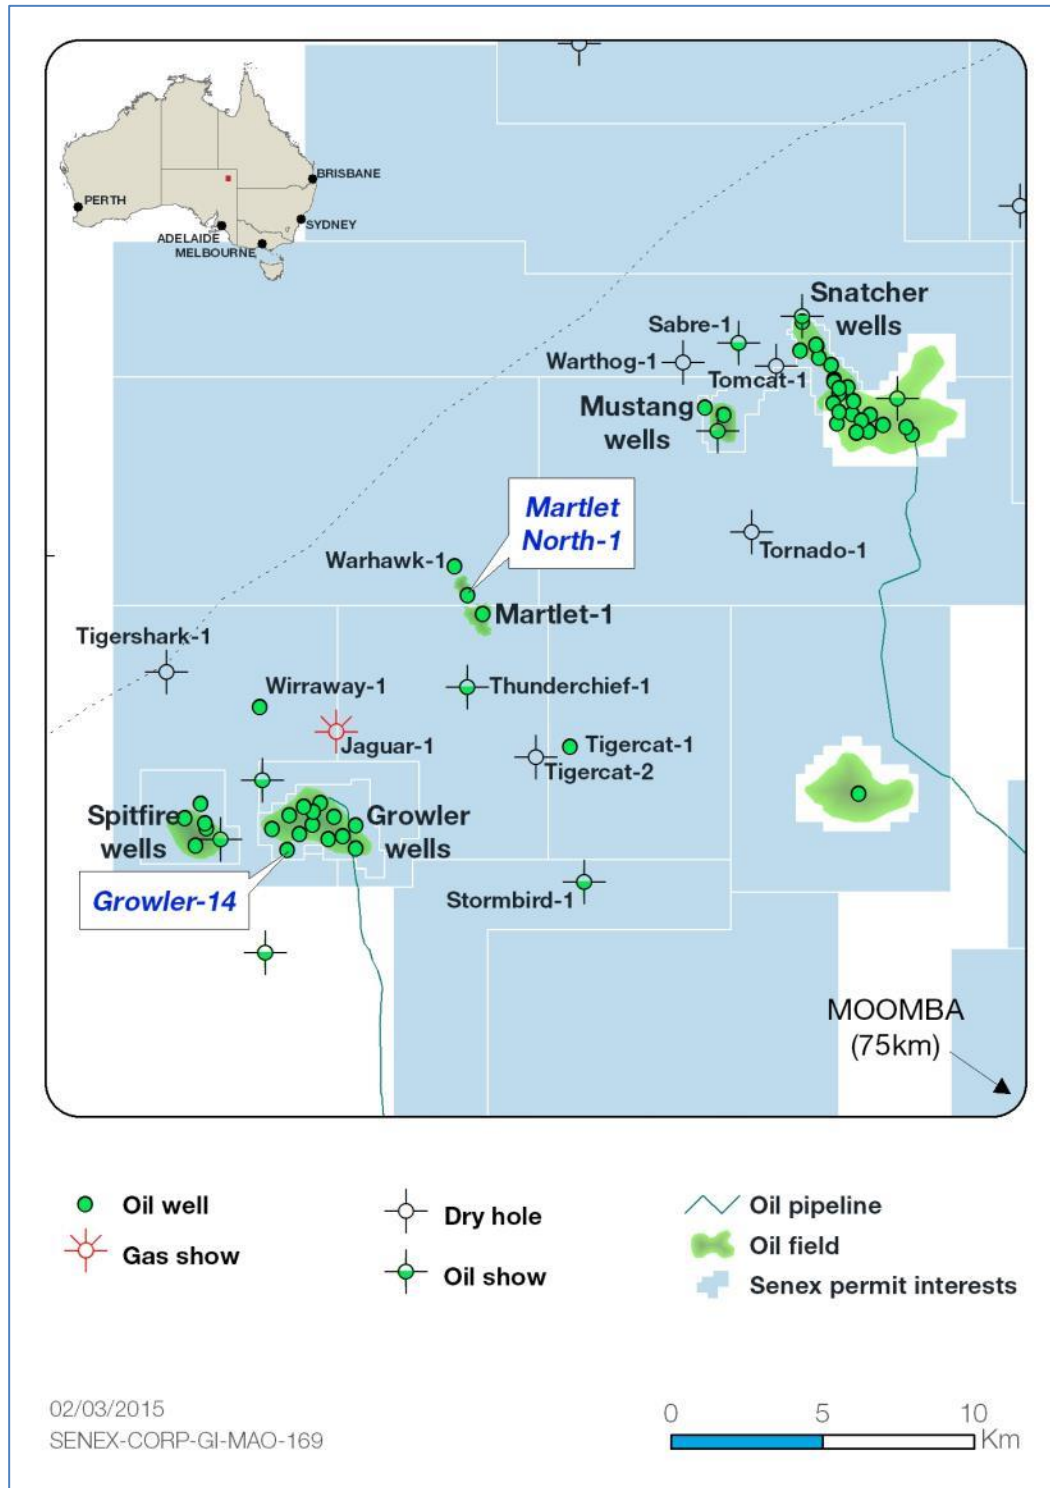 BRISBANE
PERTH
SYDNEY
ADELAIDE
MELBOURNE
Snatcher
wells
Sabre-1
Warthog-1
Tomcat-1
Mustang
wells
Martlet
North-1
Tornado-1
Warhawk-1
Martlet-1
Tigershark-1
Wirraway-1
Thunderchief-1
Jaguar-1
Tigercat-1
Tigercat-2
Spitfire
wells
Growler
wells
Growler-14
Stormbird-1
MOOMBA
(75km)
Oil well
Gas show
Dry hole
Oil show
Oil pipeline
Oil field
Senex permit interests
02/03/2015
SENEX-CORP-GI-MAO-169
0 5 10
Km